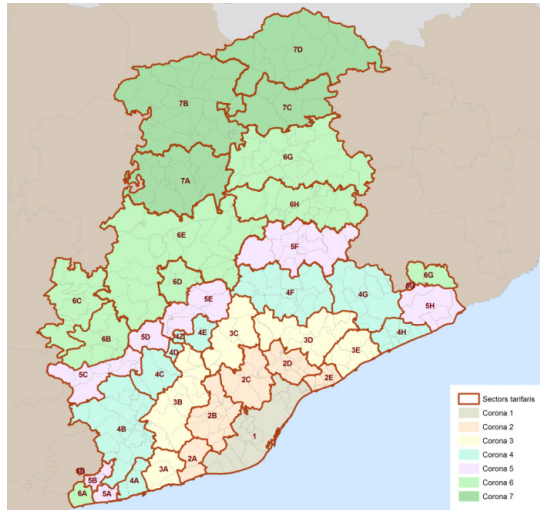 7D
7B
7C
6G
7A
6H
6E
5F
6G
6D
6C
5E
4F
4G
5H
6B
5D
4E
3C
4H
3D
4D
3E
5C
4C
2D
2C
2E
3B
2B
4B
1
2A
3A
5B
4A
6A
5A
Sectors tarifaris
Corona 1
Corona 2
Corona 3
Corona 4
Corona 5
Corona 6
Corona 7